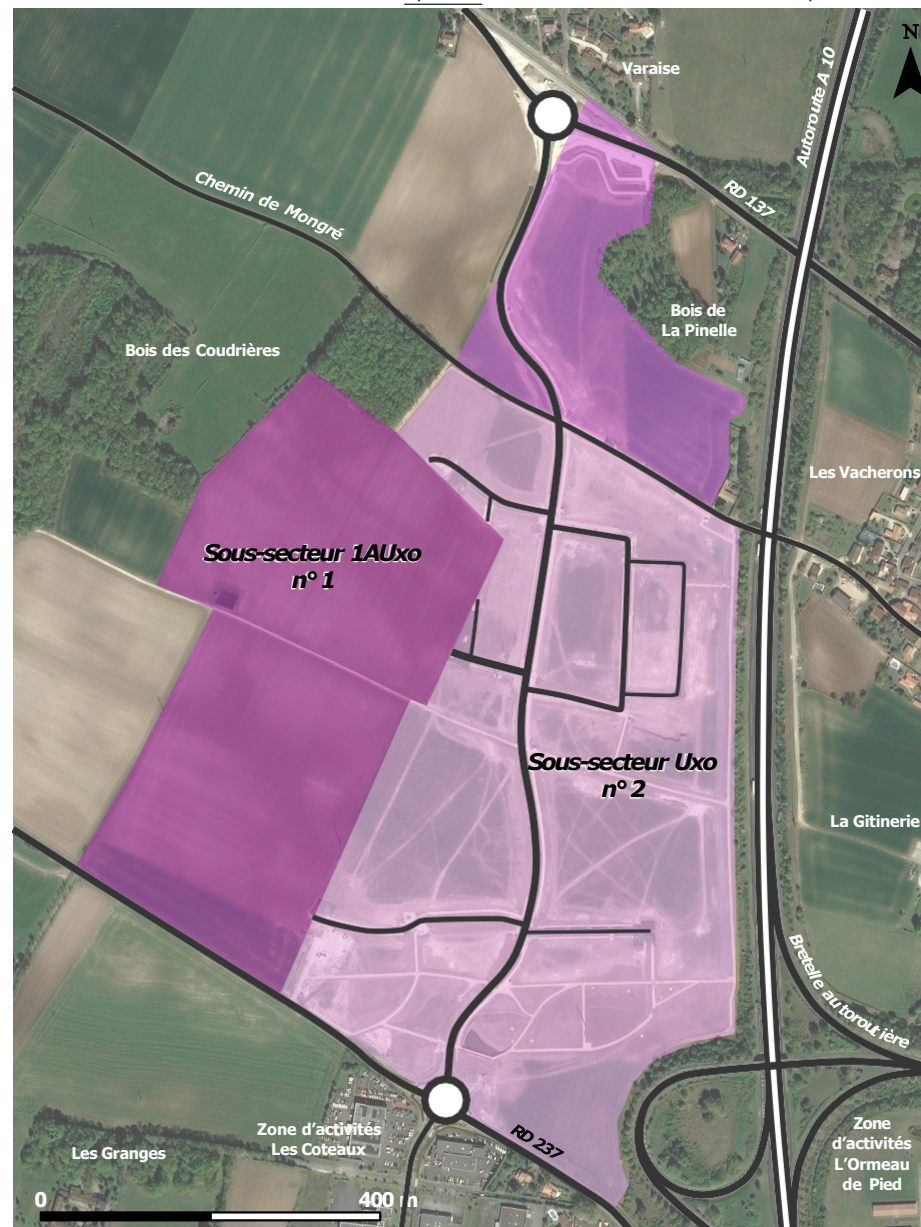 N
Varaise
Autoroute A 10
RD 137
Chemin de Mongré
Bois de
La Pinelle
Bois des Coudrières
Les Vacherons
Sous-secteur 1AUxo
n° 1
Sous-secteur Uxo
n° 2
La Gitinerie
Bretelle autoroutière
Zone d'activités
Les Coteaux
RD 237
Les Granges
Zone
d'activités
L'Ormeau
de Pied
0
400 m